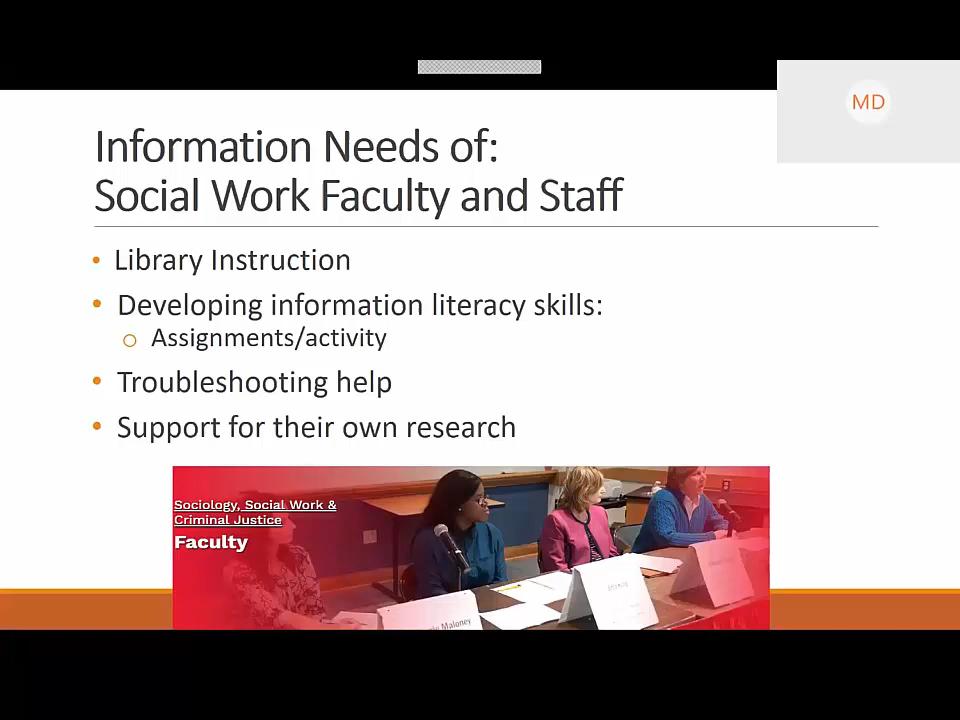 MD
Information Needs of:
Social Work Faculty and Staff
• Library Instruction
• Developing information literacy skills:
o Assignments/activity
• Troubleshooting help
• Support for their own research
Sociology, Social Work &
Criminal Justice
Faculty
Maloney